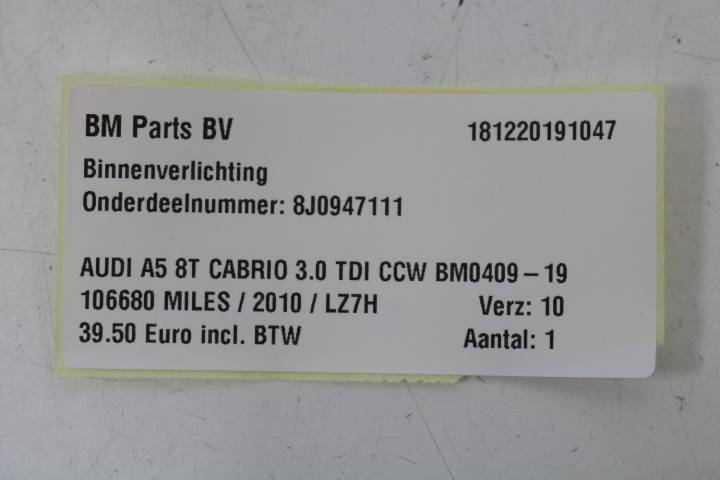 BM Parts BV 181220191047
Binnenverlichting
Onderdeelnummer: 8J0947111
AUDI A5 8T CABRIO 3.0 TDI CCW BM0409 – 19
106680 MILES / 2010 / LZ7H Verz: 10
39.50 Euro incl. BTW Aantal: 1